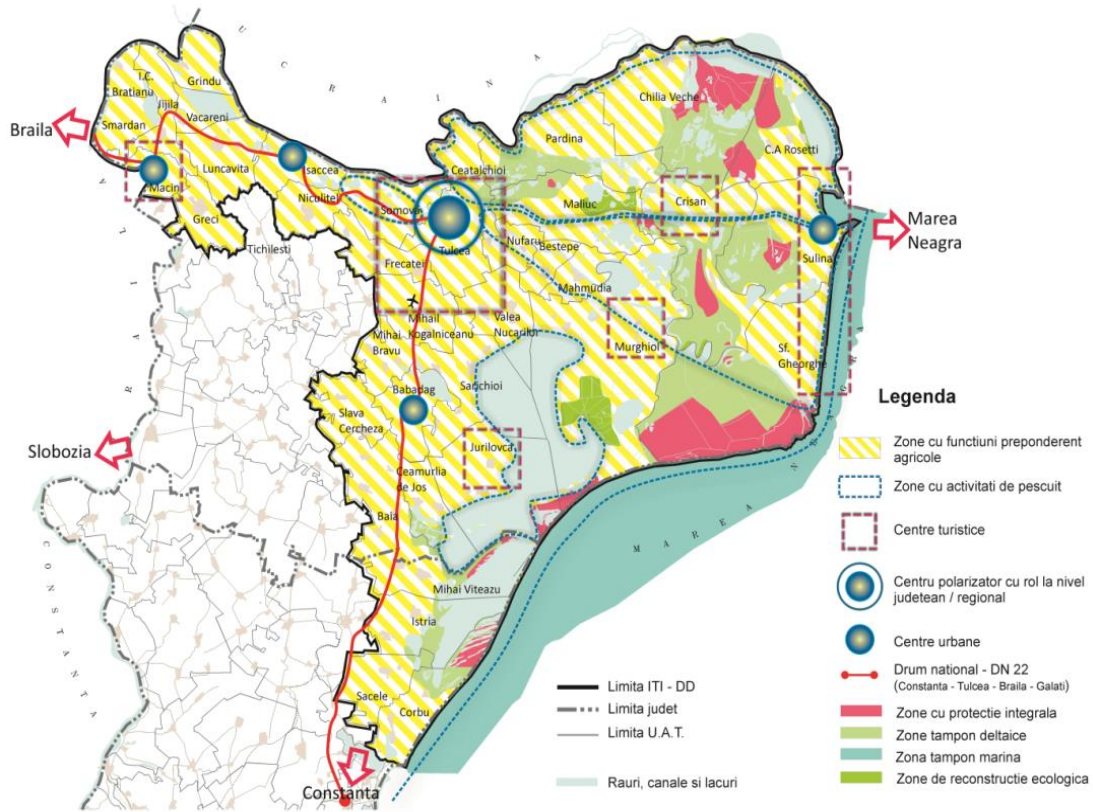 U C R A I N A
I.C.
Bratianu
Grindu
Jijila
Vacareni
Smardan
Braila
Macin
Luncavita
Isaccea
Niculitel
Greci
Tichilesti
Somova
Ceatalchioi
Pardina
Chilia Veche
C.A Rosetti
Maliuc
Crisan
Tulcea
Nufaru
Bestepe
Frecatei
Mahmudia
Sulina
Marea
Neagra
Mihail
Kogalniceanu
Valea
Nucarilor
Mihai
Bravu
Murghiol
Sf.
Gheorghe
Babadag
Sarichioi
Slava
Cercheza
Jurilovca
Slobozia
Ceamurlia
de Jos
Baia
M A R E A
Mihai Viteazu
Istria
C O N S T A N T A
Sacele
Corbu
Constanta
Limita ITI - DD
Limita judet
Limita U.A.T.
Rauri, canale si lacuri
Legenda
Zone cu functiuni preponderent
agricole
Zone cu activitati de pescuit
Centre turistice
Centru polarizator cu rol la nivel
judetean / regional
Centre urbane
Drum national - DN 22
(Constanta - Tulcea - Braila - Galati)
Zone cu protectie integrala
Zone tampon deltaice
Zona tampon marina
Zone de reconstructie ecologica